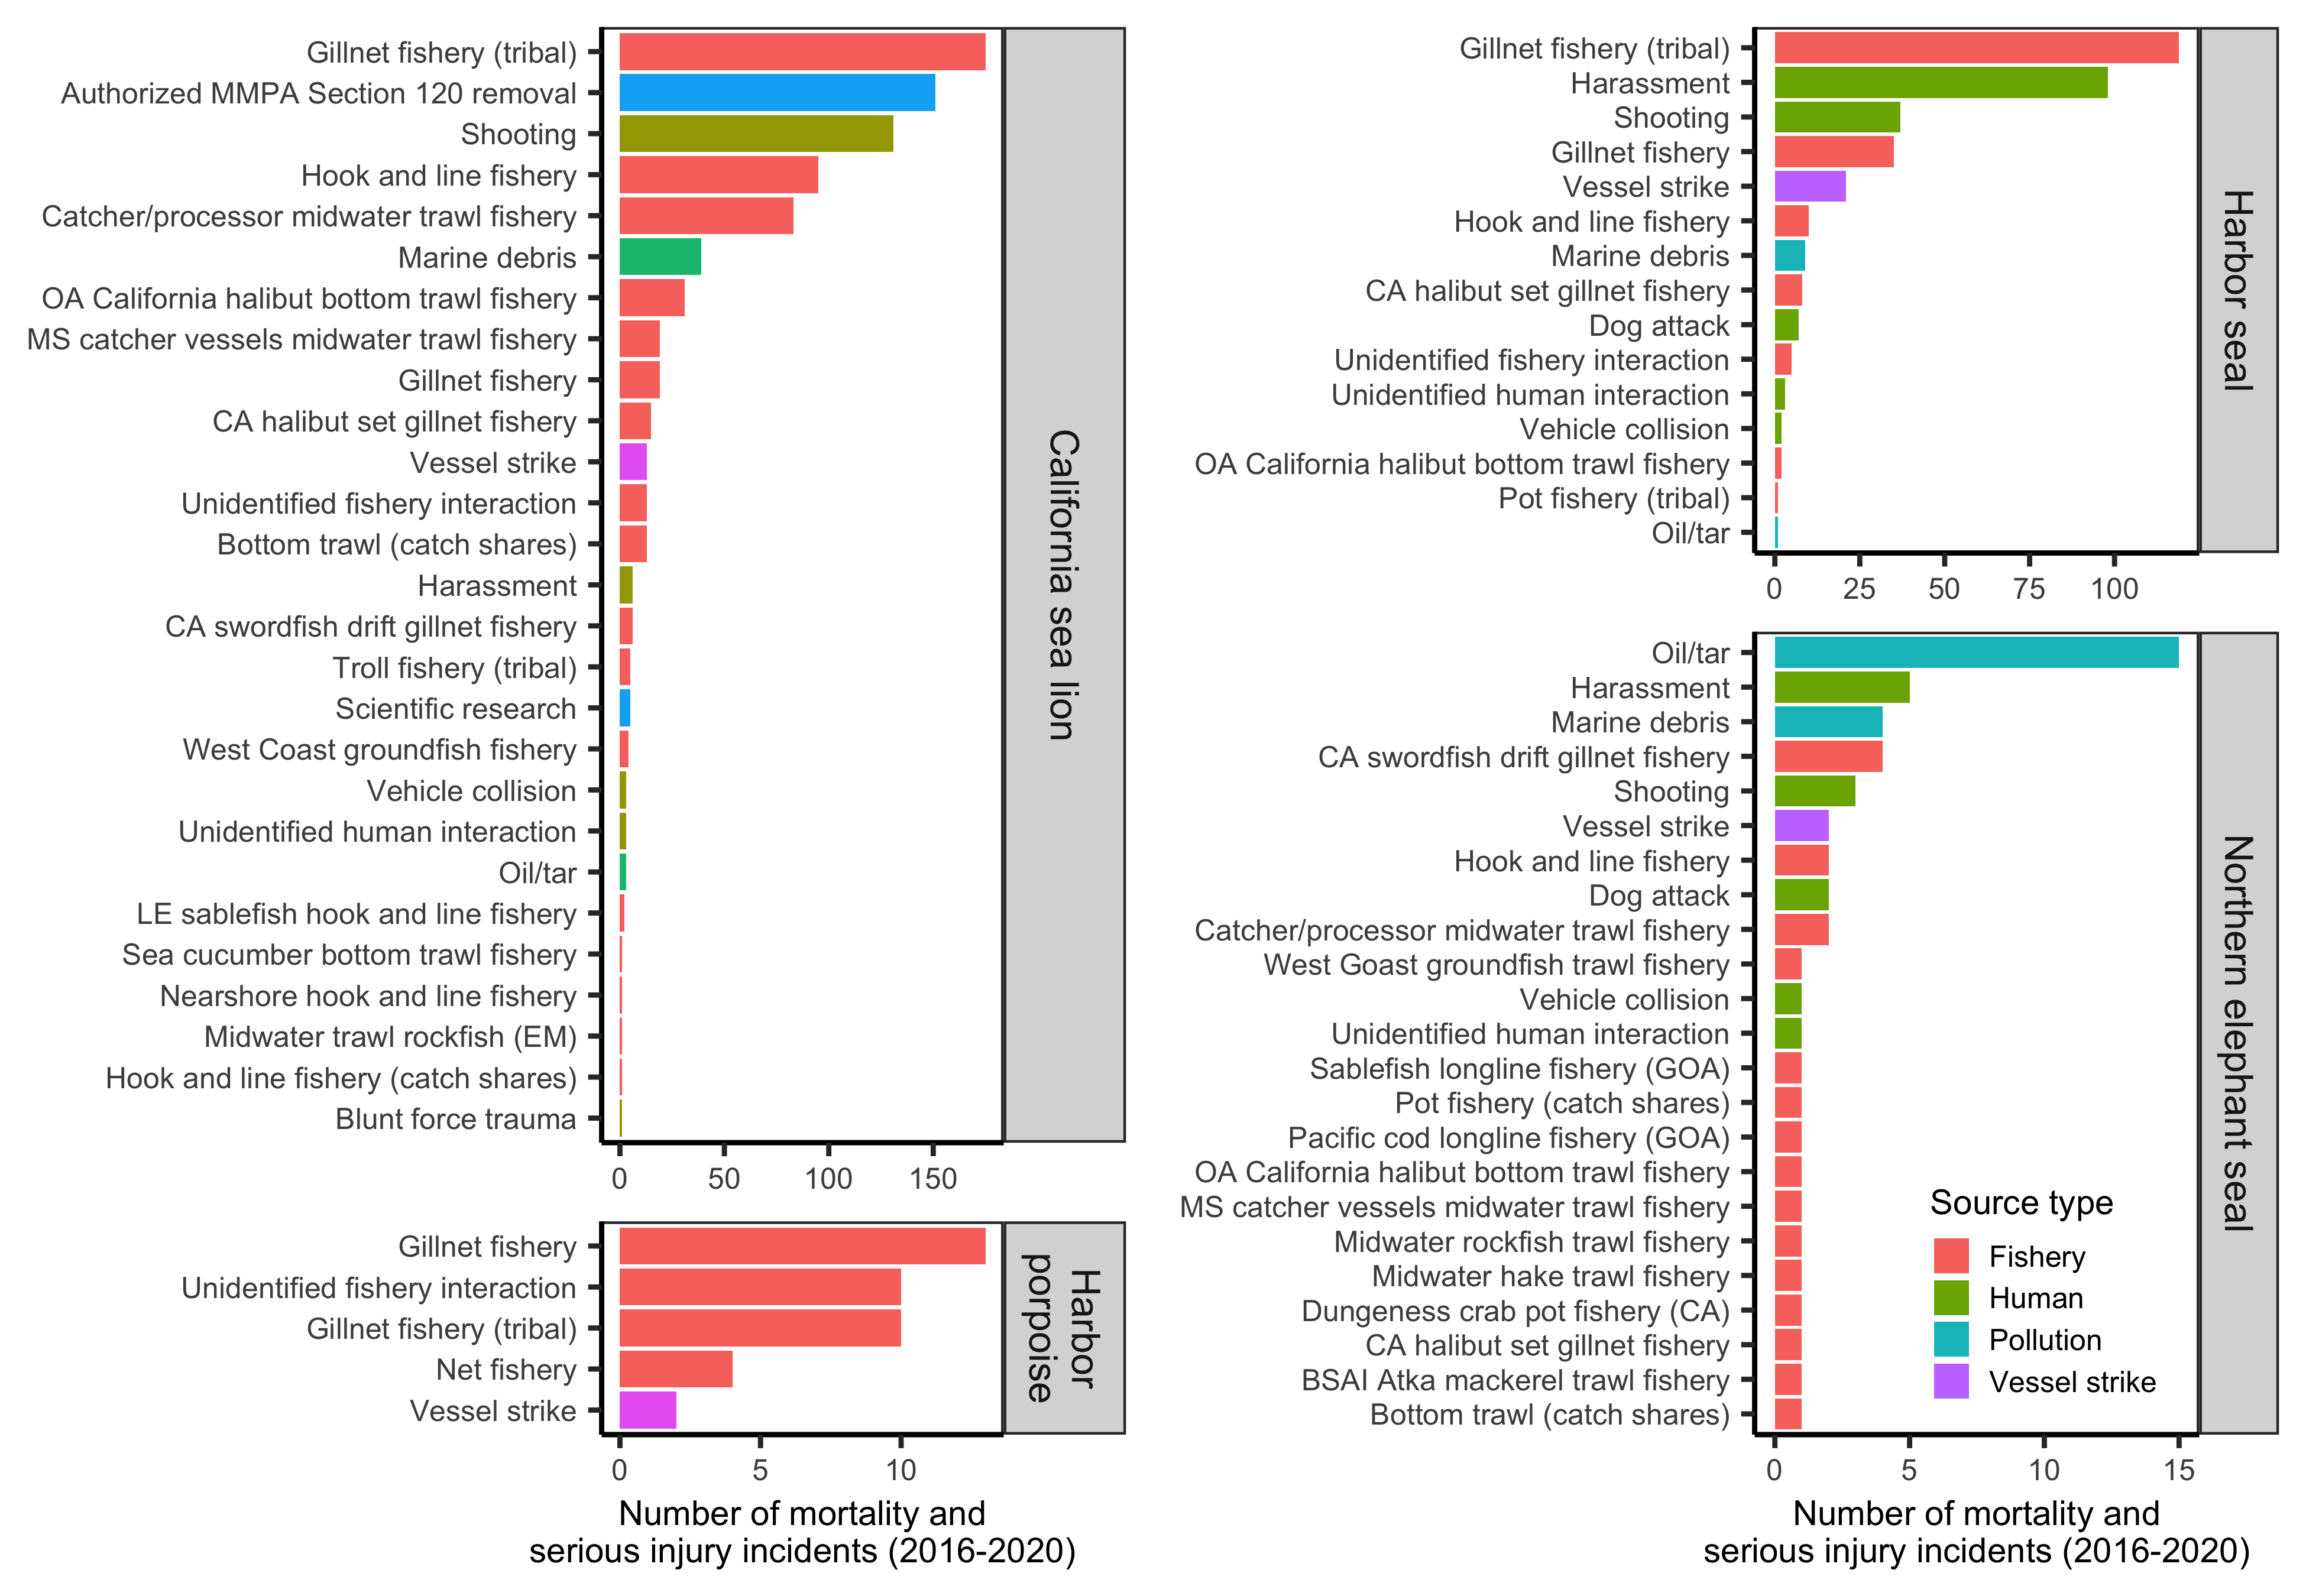 Gillnet fishery (tribal)
Authorized MMPA Section 120 removal
Shooting
Hook and line fishery
Catcher/processor midwater trawl fishery
Marine debris
OA California halibut bottom trawl fishery
MS catcher vessels midwater trawl fishery
Gillnet fishery
CA halibut set gillnet fishery
Vessel strike
Unidentified fishery interaction
Bottom trawl (catch shares)
Harassment
CA swordfish drift gillnet fishery
Troll fishery (tribal)
Scientific research
West Coast groundfish fishery
Vehicle collision
Unidentified human interaction
Oil/tar
LE sablefish hook and line fishery
Sea cucumber bottom trawl fishery
Nearshore hook and line fishery
Midwater trawl rockfish (EM)
Hook and line fishery (catch shares)
Blunt force trauma
0 50 100 150
California sea lion
Gillnet fishery
Unidentified fishery interaction
Gillnet fishery (tribal)
Net fishery
Vessel strike
0 5 10
Harbor
porpoise
Number of mortality and
serious injury incidents (2016-2020)
Gillnet fishery (tribal)
Harassment
Shooting
Gillnet fishery
Vessel strike
Hook and line fishery
Marine debris
CA halibut set gillnet fishery
Dog attack
Unidentified fishery interaction
Unidentified human interaction
Vehicle collision
OA California halibut bottom trawl fishery
Pot fishery (tribal)
Oil/tar
0 25 50 75 100
Harbor seal
Oil/tar
Harassment
Marine debris
CA swordfish drift gillnet fishery
Shooting
Vessel strike
Hook and line fishery
Dog attack
Catcher/processor midwater trawl fishery
West Goast groundfish trawl fishery
Vehicle collision
Unidentified human interaction
Sablefish longline fishery (GOA)
Pot fishery (catch shares)
Pacific cod longline fishery (GOA)
OA California halibut bottom trawl fishery
MS catcher vessels midwater trawl fishery
Midwater rockfish trawl fishery
Midwater hake trawl fishery
Dungeness crab pot fishery (CA)
CA halibut set gillnet fishery
BSAI Atka mackerel trawl fishery
Bottom trawl (catch shares)
0 5 10 15
Northern elephant seal
Source type
Fishery
Human
Pollution
Vessel strike
Number of mortality and
serious injury incidents (2016-2020)